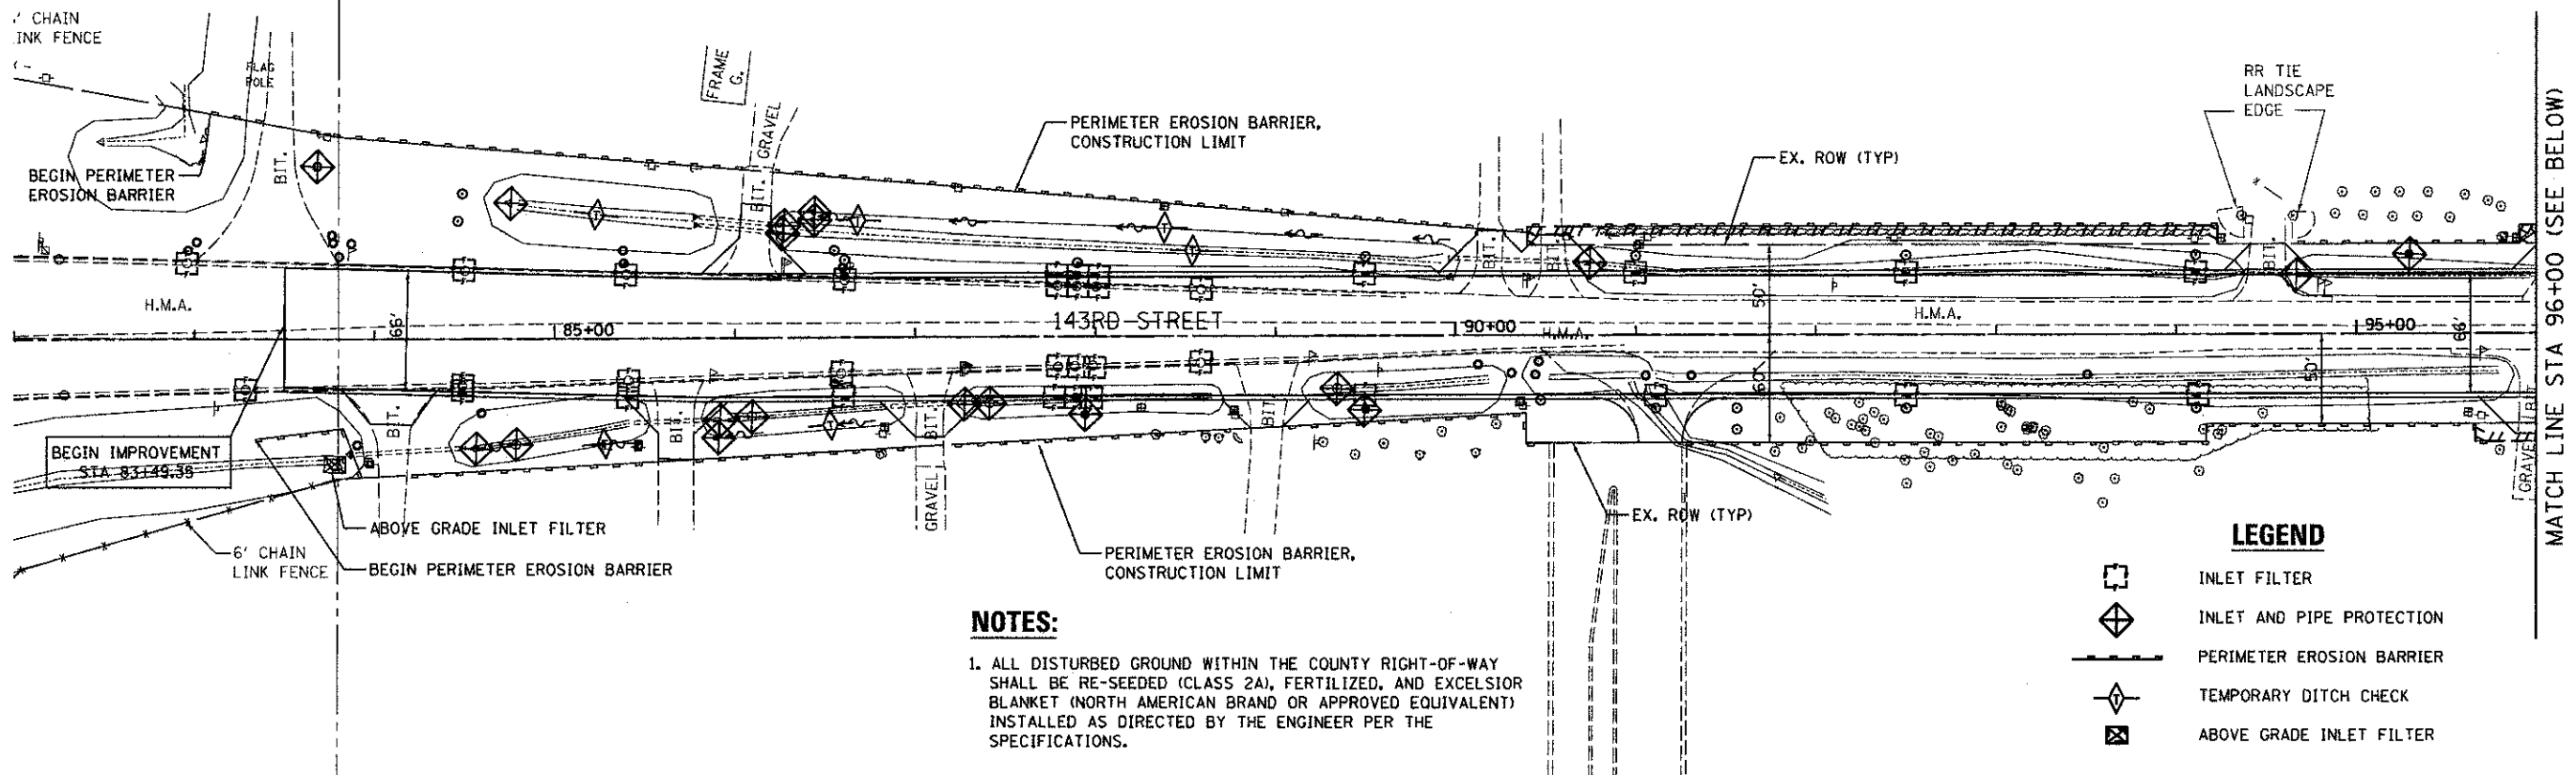 ' CHAIN
INK FENCE
FLAG
POLE
BEGIN PERIMETER
EROSION BARRIER
BIT.
FRAME
G.
GRAVEL
BIT.
PERIMETER EROSION BARRIER,
CONSTRUCTION LIMIT
BIT.
BIT.
EX. ROW (TYP)
RR TIE
LANDSCAPE
EDGE
BIT.
MATCH LINE STA 96+00 (SEE BELOW)
H.M.A.
66'
85+00
143RD STREET
90+00
H.M.A.
50'
60'
H.M.A.
50'
95+00
66'
BEGIN IMPROVEMENT
STA 83+49.39
BIT.
BIT.
BIT.
GRAVEL
BIT.
BIT.
GRAVEL
ABOVE GRADE INLET FILTER
6' CHAIN
LINK FENCE
BEGIN PERIMETER EROSION BARRIER
PERIMETER EROSION BARRIER,
CONSTRUCTION LIMIT
EX. ROW (TYP)
NOTES:
1. ALL DISTURBED GROUND WITHIN THE COUNTY RIGHT-OF-WAY
SHALL BE RE-SEEDED (CLASS 2A), FERTILIZED, AND EXCELSIOR
BLANKET (NORTH AMERICAN BRAND OR APPROVED EQUIVALENT)
INSTALLED AS DIRECTED BY THE ENGINEER PER THE
SPECIFICATIONS.
LEGEND
INLET FILTER
INLET AND PIPE PROTECTION
PERIMETER EROSION BARRIER
T TEMPORARY DITCH CHECK
ABOVE GRADE INLET FILTER